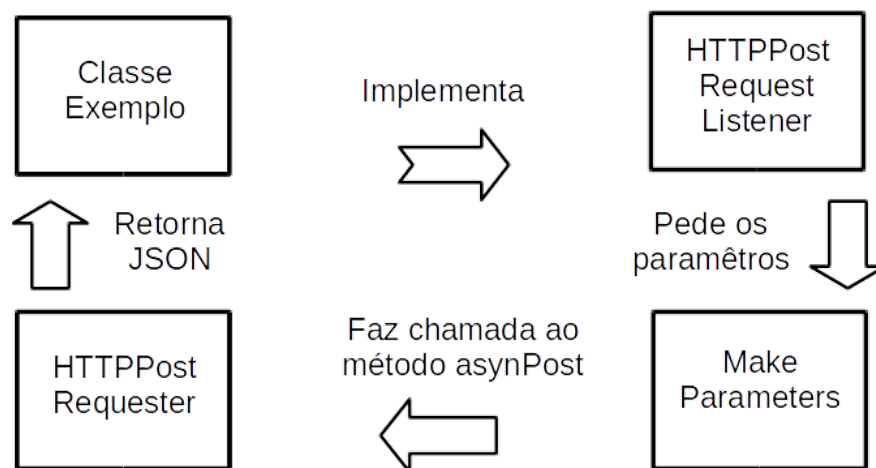 Classe
Exemplo
Implementa
HTTPPost
Request
Listener
Retorna
JSON
Pede os
paramêtros
HTTPPost
Requester
Faz chamada ao
método asynPost
Make
Parameters